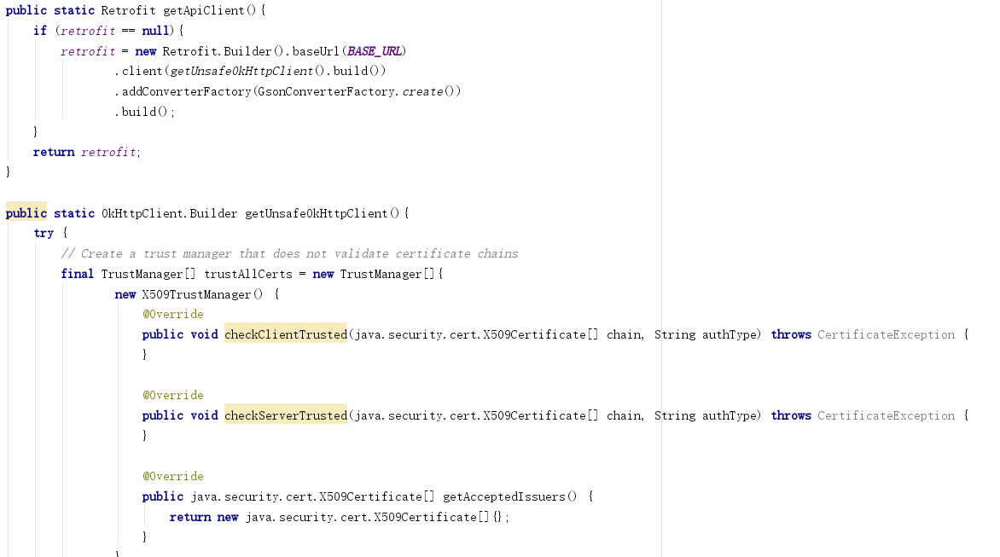 public static Retrofit getApiClient(){
    if (retrofit == null){
        retrofit = new Retrofit.Builder().baseUrl(BASE_URL)
                .client(getUnsafeOkHttpClient().build())
                .addConverterFactory(GsonConverterFactory.create())
                .build();
    }
    return retrofit;
}

public static OkHttpClient.Builder getUnsafeOkHttpClient(){
    try {
        // Create a trust manager that does not validate certificate chains
        final TrustManager[] trustAllCerts = new TrustManager[]{
                new X509TrustManager() {
                    @Override
                    public void checkClientTrusted(java.security.cert.X509Certificate[] chain, String authType) throws CertificateException {
                    }

                    @Override
                    public void checkServerTrusted(java.security.cert.X509Certificate[] chain, String authType) throws CertificateException {
                    }

                    @Override
                    public java.security.cert.X509Certificate[] getAcceptedIssuers() {
                        return new java.security.cert.X509Certificate[]{};
                    }
                }